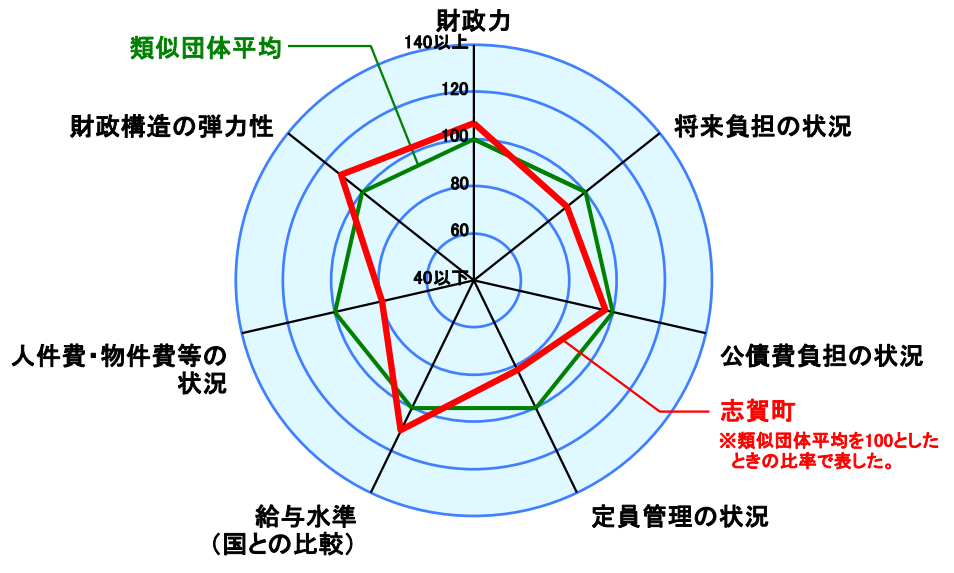 財政力
類似団体平均
140以上
120
100
80
60
40以下
財政構造の弾力性
将来負担の状況
人件費・物件費等の
状況
公債費負担の状況
志賀町
※類似団体平均を100とした
ときの比率で表した。
給与水準
（国との比較）
定員管理の状況